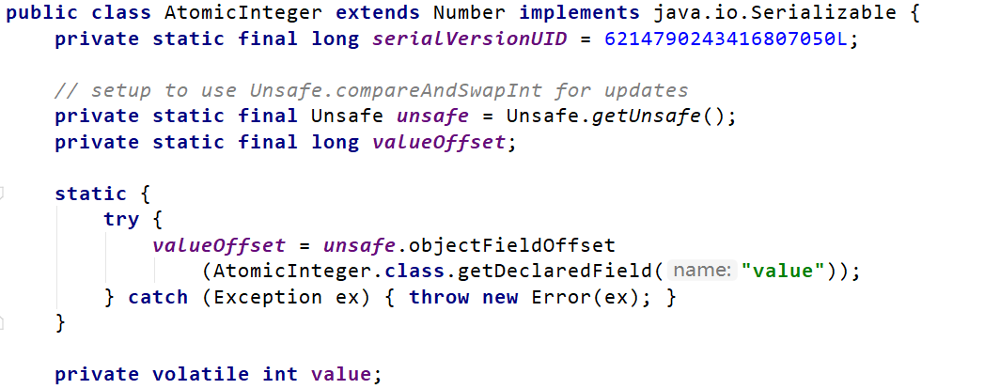 public class AtomicInteger extends Number implements java.io.Serializable {
private static final long serialVersionUID = 6214790243416807050L;
// setup to use Unsafe.compareAndSwapInt for updates
private static final Unsafe unsafe = Unsafe.getUnsafe();
private static final long valueOffset;
static {
try {
valueOffset = unsafe.objectFieldOffset
(AtomicInteger.class.getDeclaredField( name: "value"));
} catch (Exception ex) { throw new Error(ex); }
}
private volatile int value;